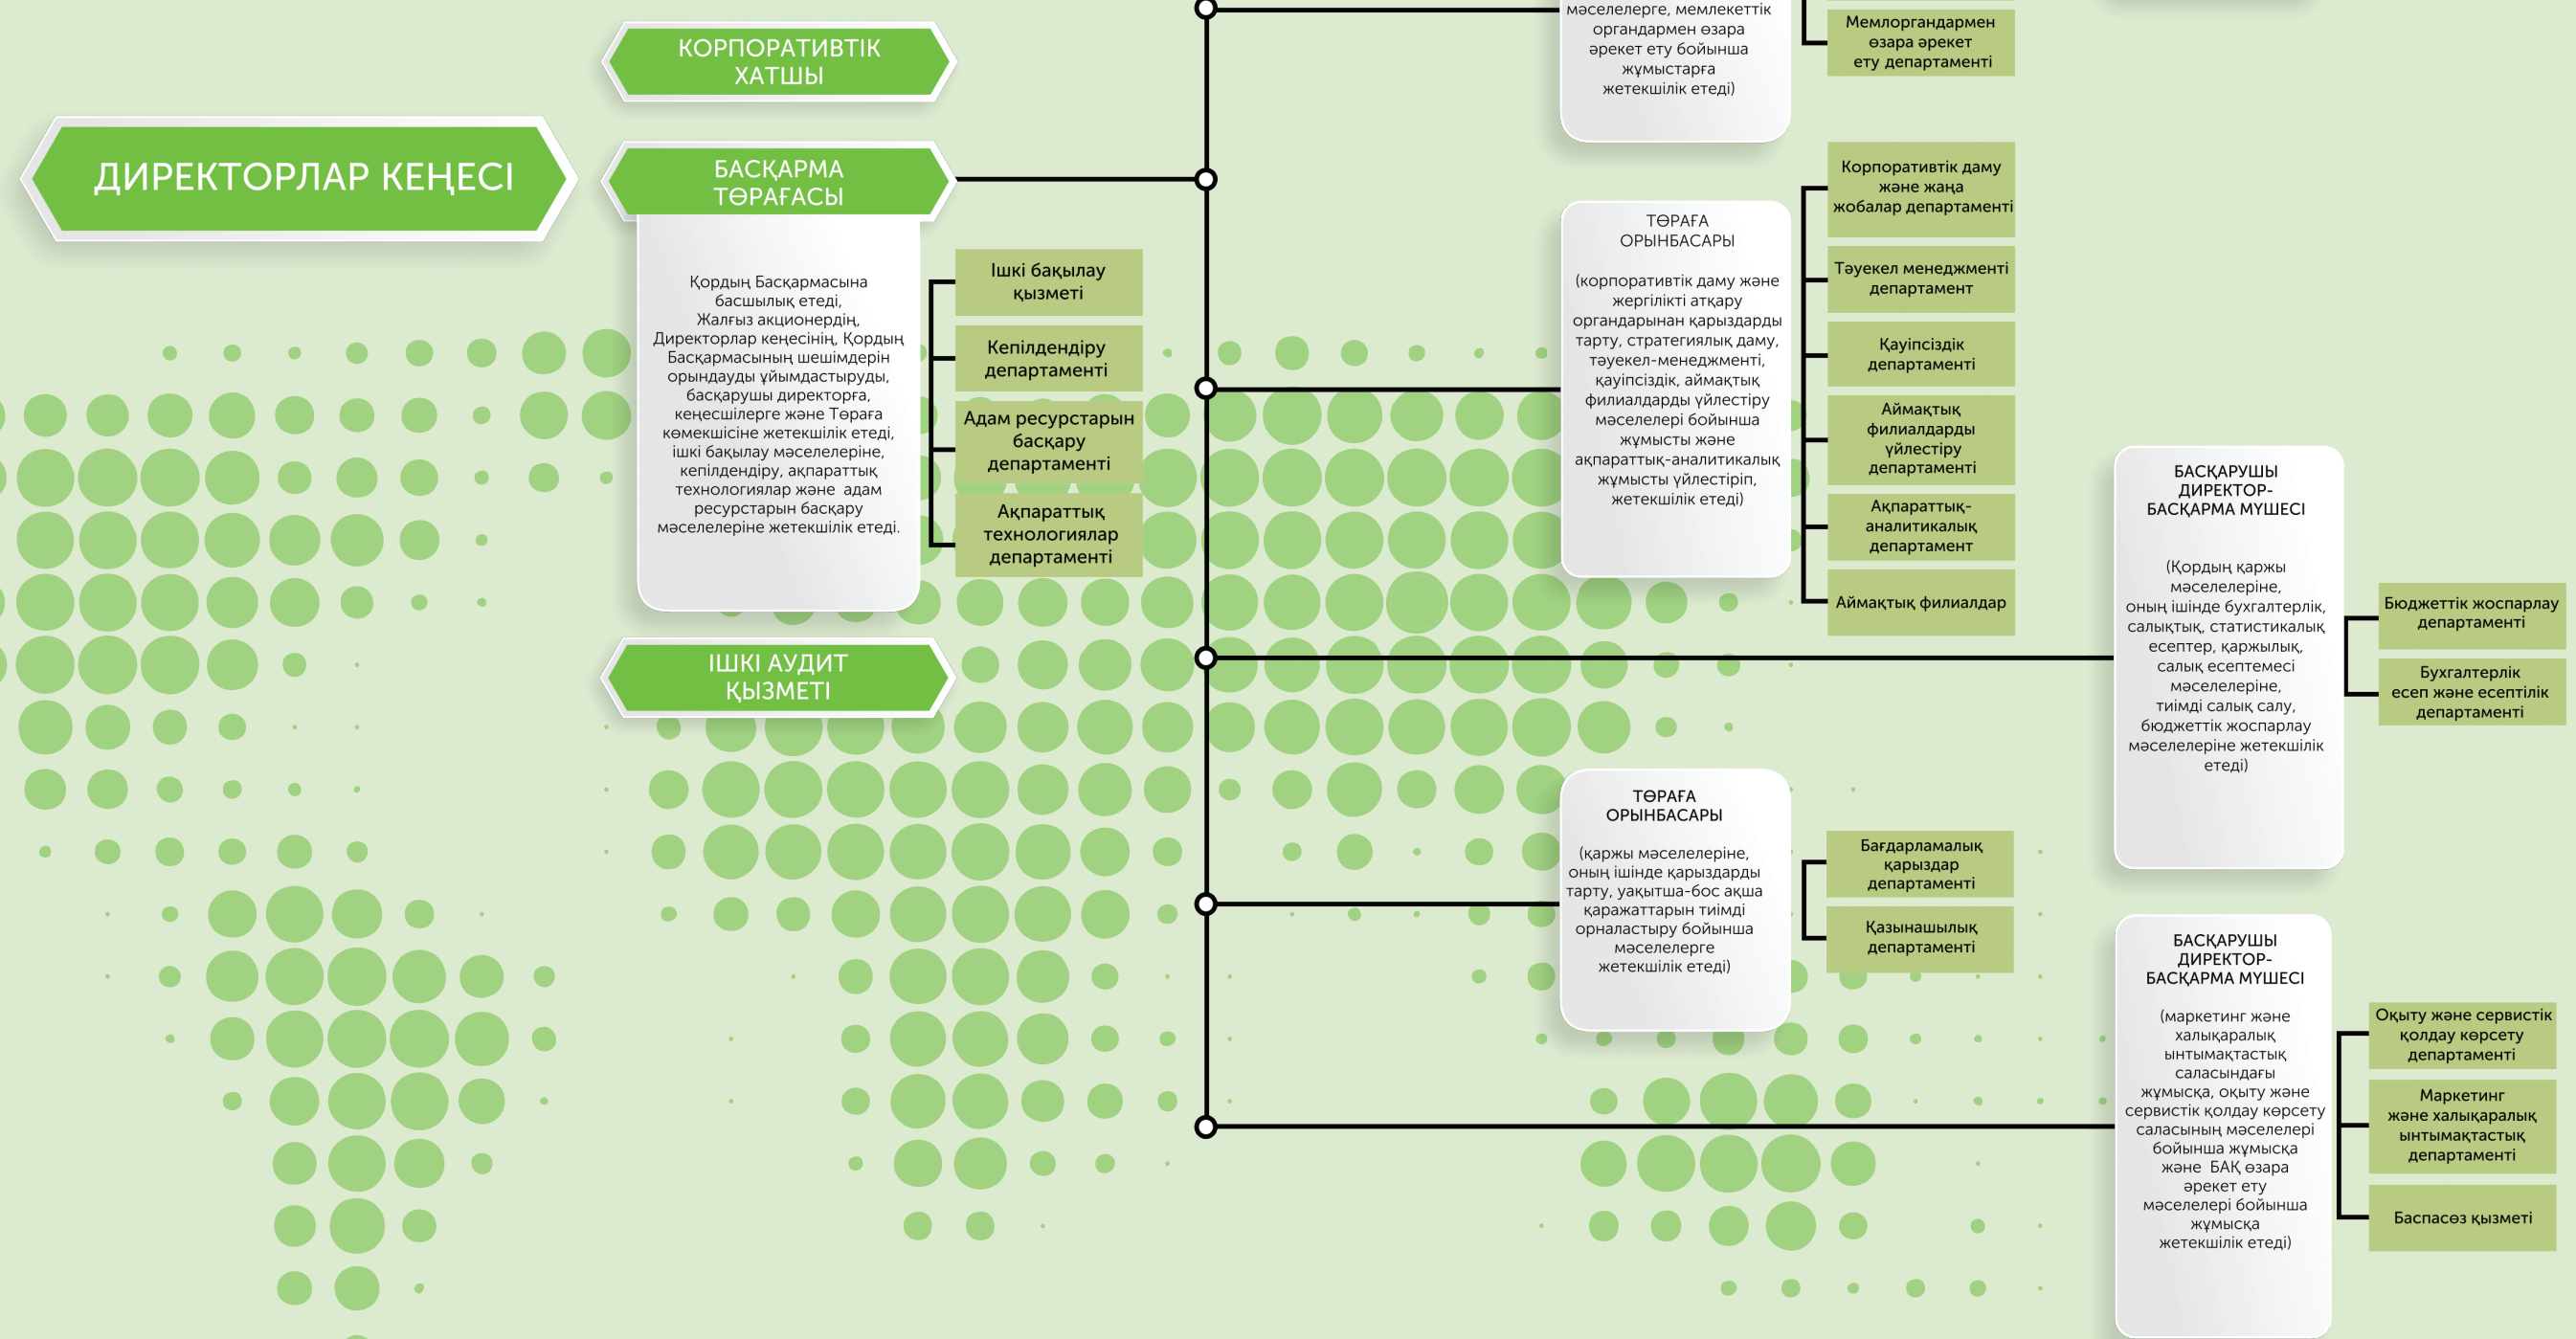 ДИРЕКТОРЛАР КЕҢЕСІ
КОРПОРАТИВТІК
ХАТШЫ
БАСҚАРМА
ТӨРАҒАСЫ
Қордың Басқармасына
басшылық етеді,
Жалғыз акционердің,
Директорлар кеңесінің, Қордың
Басқармасының шешімдерін
орындауды ұйымдастыруды,
басқарушы директорға,
кеңесшілерге және Төраға
көмекшісіне жетекшілік етеді,
ішкі бақылау мәселелеріне,
кепілдендіру, ақпараттық
технологиялар және адам
ресурстарын басқару
мәселелеріне жетекшілік етеді.
Ішкі бақылау
қызметі
Кепілдендіру
департаменті
Адам ресурстарын
басқару
департаменті
Ақпараттық
технологиялар
департаменті
ІШКІ АУДИТ
ҚЫЗМЕТІ
мәселелерге, мемлекеттік
органдармен өзара
әрекет ету бойынша
жұмыстарға
жетекшілік етеді)
Мемлоргандармен
өзара әрекет
ету департаменті
ТӨРАҒА
ОРЫНБАСАРЫ
(корпоративтік даму және
жергілікті атқару
органдарынан қарыздарды
тарту, стратегиялық даму,
тәуекел-менеджменті,
қауіпсіздік, аймақтық
филиалдарды үйлестіру
мәселелері бойынша
жұмысты және
ақпараттық-аналитикалық
жұмысты үйлестіріп,
жетекшілік етеді)
Корпоративтік даму
және жаңа
жобалар департаменті
Тәуекел менеджменті
департамент
Қауіпсіздік
департаменті
Аймақтық
филиалдарды
үйлестіру
департаменті
Ақпараттық-
аналитикалық
департамент
Аймақтық филиалдар
БАСҚАРУШЫ
ДИРЕКТОР-
БАСҚАРМА МҮШЕСІ
(Қордың қаржы
мәселелеріне,
оның ішінде бухгалтерлік,
салықтық, статистикалық
есептер, қаржылық,
салық есептемесі
мәселелеріне,
тиімді салық салу,
бюджеттік жоспарлау
мәселелеріне жетекшілік
етеді)
Бюджеттік жоспарлау
департаменті
Бухгалтерлік
есеп және есептілік
департаменті
ТӨРАҒА
ОРЫНБАСАРЫ
(қаржы мәселелеріне,
оның ішінде қарыздарды
тарту, уақытша-бос ақша
қаражаттарын тиімді
орналастыру бойынша
мәселелерге
жетекшілік етеді)
Бағдарламалық
қарыздар
департаменті
Қазынашылық
департаменті
БАСҚАРУШЫ
ДИРЕКТОР-
БАСҚАРМА МҮШЕСІ
(маркетинг және
халықаралық
ынтымақтастық
саласындағы
жұмысқа, оқыту және
сервистік қолдау көрсету
саласының мәселелері
бойынша жұмысқа
және БАҚ өзара
әрекет ету
мәселелері бойынша
жұмысқа
жетекшілік етеді)
Оқыту және сервистік
қолдау көрсету
департаменті
Маркетинг
және халықаралық
ынтымақтастық
департаменті
Баспасөз қызметі